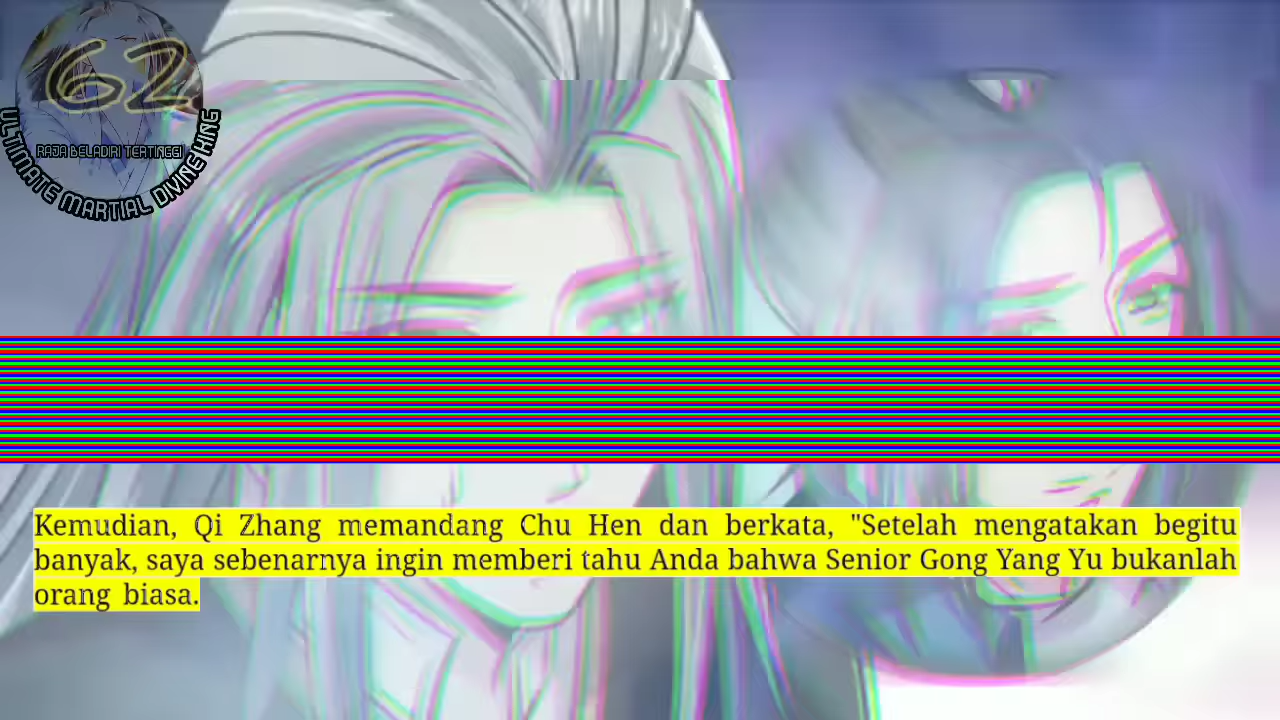 62
RAJA BELADIRI TERTINGGI
ULTIMATE MARTIAL DIVINE KING
Kemudian, Qi Zhang memandang Chu Hen dan berkata, "Setelah mengatakan begitu
banyak, saya sebenarnya ingin memberi tahu Anda bahwa Senior Gong Yang Yu bukanlah
orang biasa.